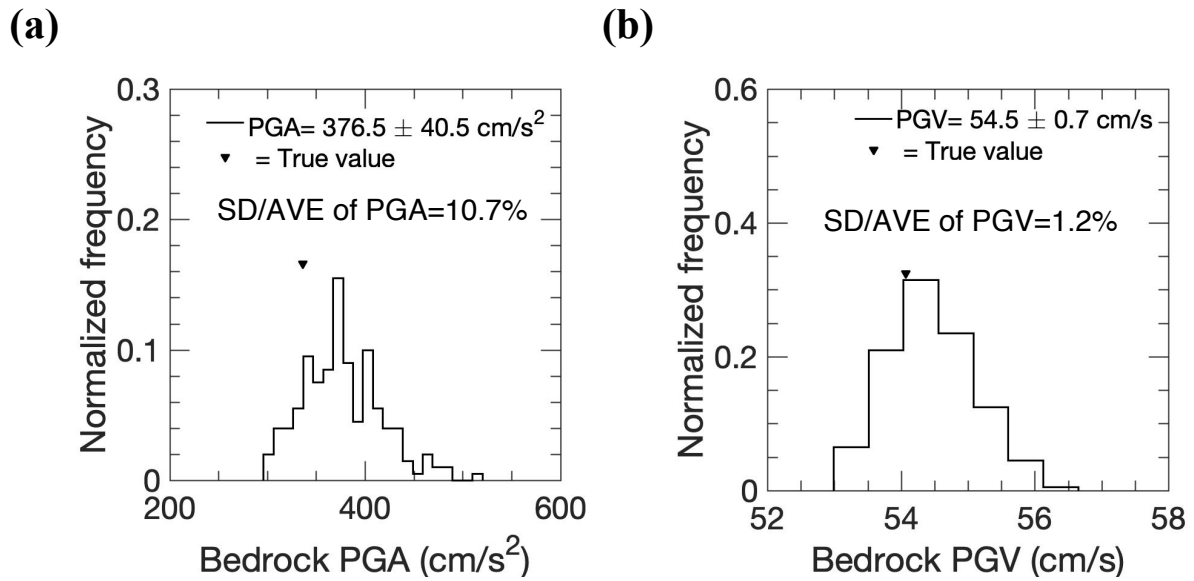 (a)
PGA= 376.5 ± 40.5 cm/s²
= True value
SD/AVE of PGA=10.7%
Normalized frequency
0.3
0.2
0.1
0
200
400
600
Bedrock PGA (cm/s²)
(b)
PGV= 54.5 ± 0.7 cm/s
= True value
SD/AVE of PGV=1.2%
Normalized frequency
0.6
0.4
0.2
0
52
54
56
58
Bedrock PGV (cm/s)